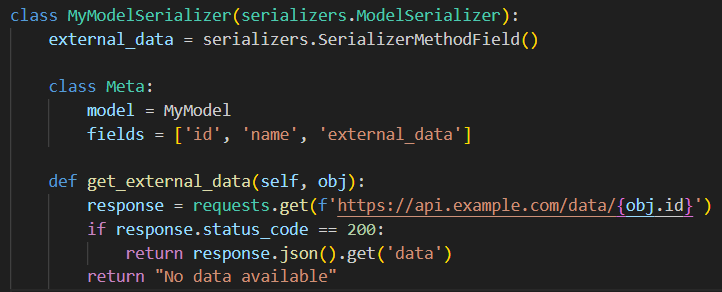 class MyModelSerializer(serializers.ModelSerializer):
    external_data = serializers.SerializerMethodField()

    class Meta:
        model = MyModel
        fields = ['id', 'name', 'external_data']

    def get_external_data(self, obj):
        response = requests.get(f'https://api.example.com/data/{obj.id}')
        if response.status_code == 200:
            return response.json().get('data')
        return "No data available"